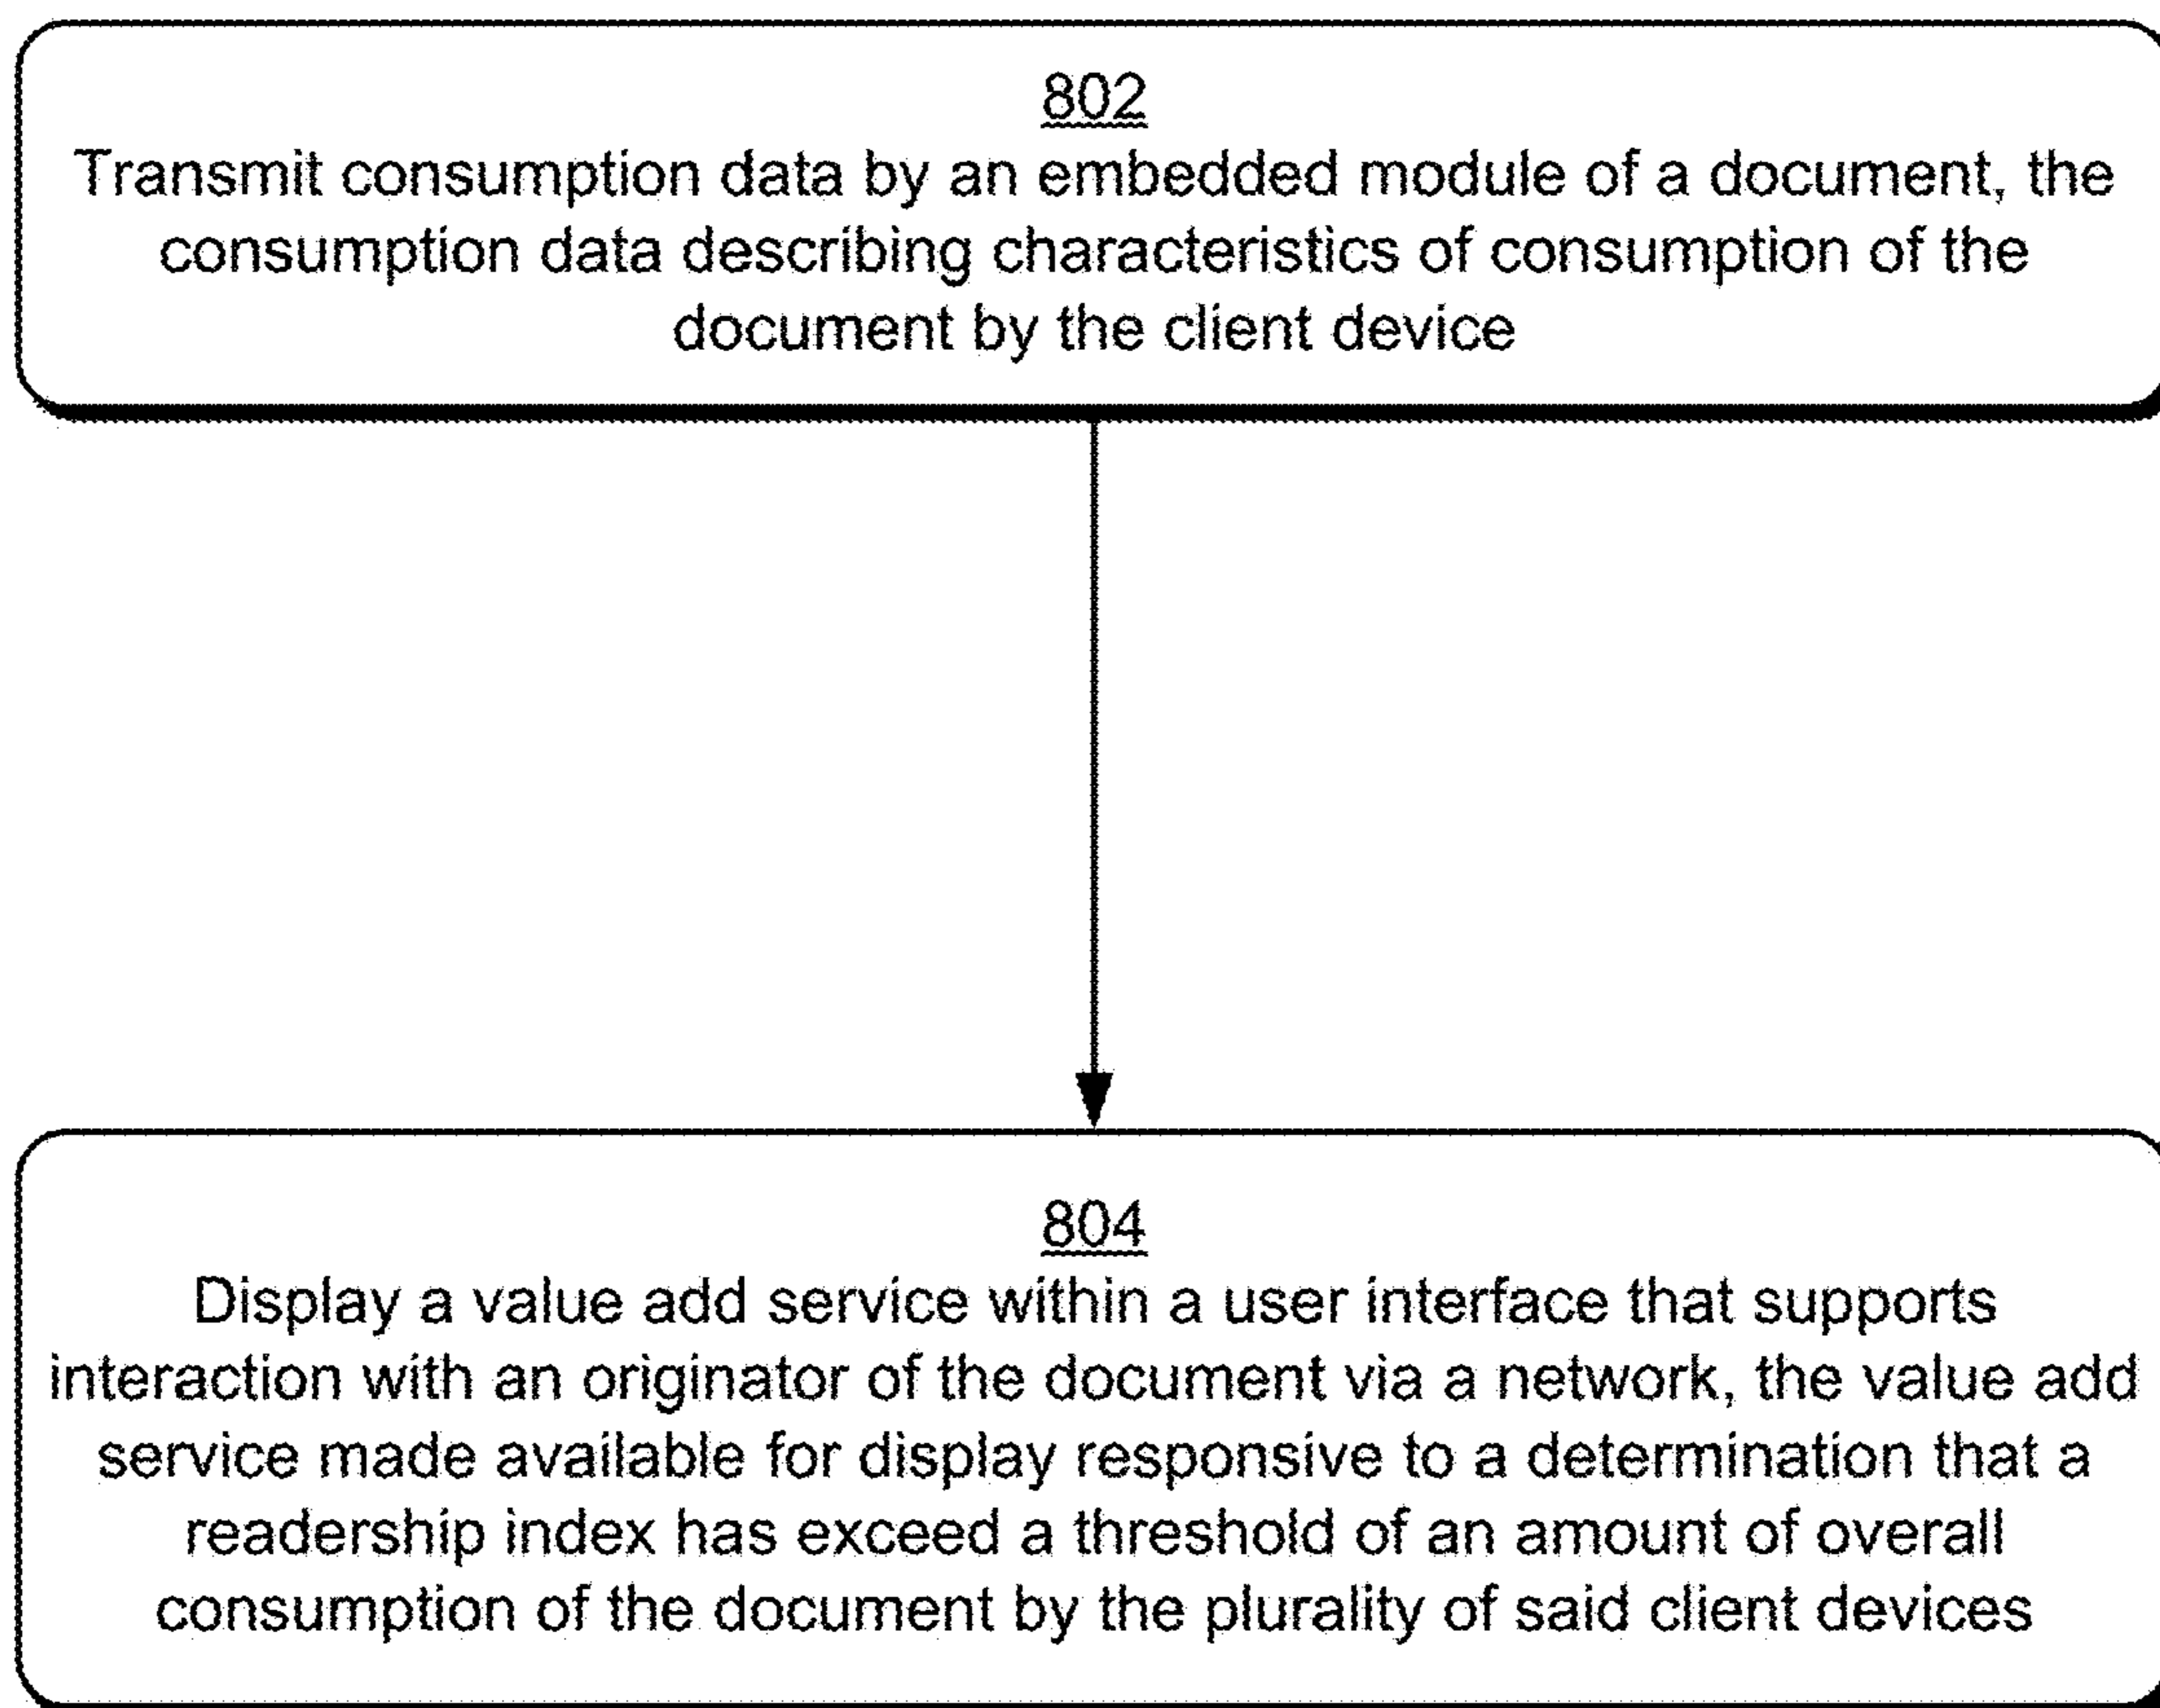 802
Transmit consumption data by an embedded module of a document, the
consumption data describing characteristics of consumption of the
document by the client device
804
Display a value add service within a user interface that supports
interaction with an originator of the document via a network, the value add
service made available for display responsive to a determination that a
readership index has exceed a threshold of an amount of overall
consumption of the document by the plurality of said client devices